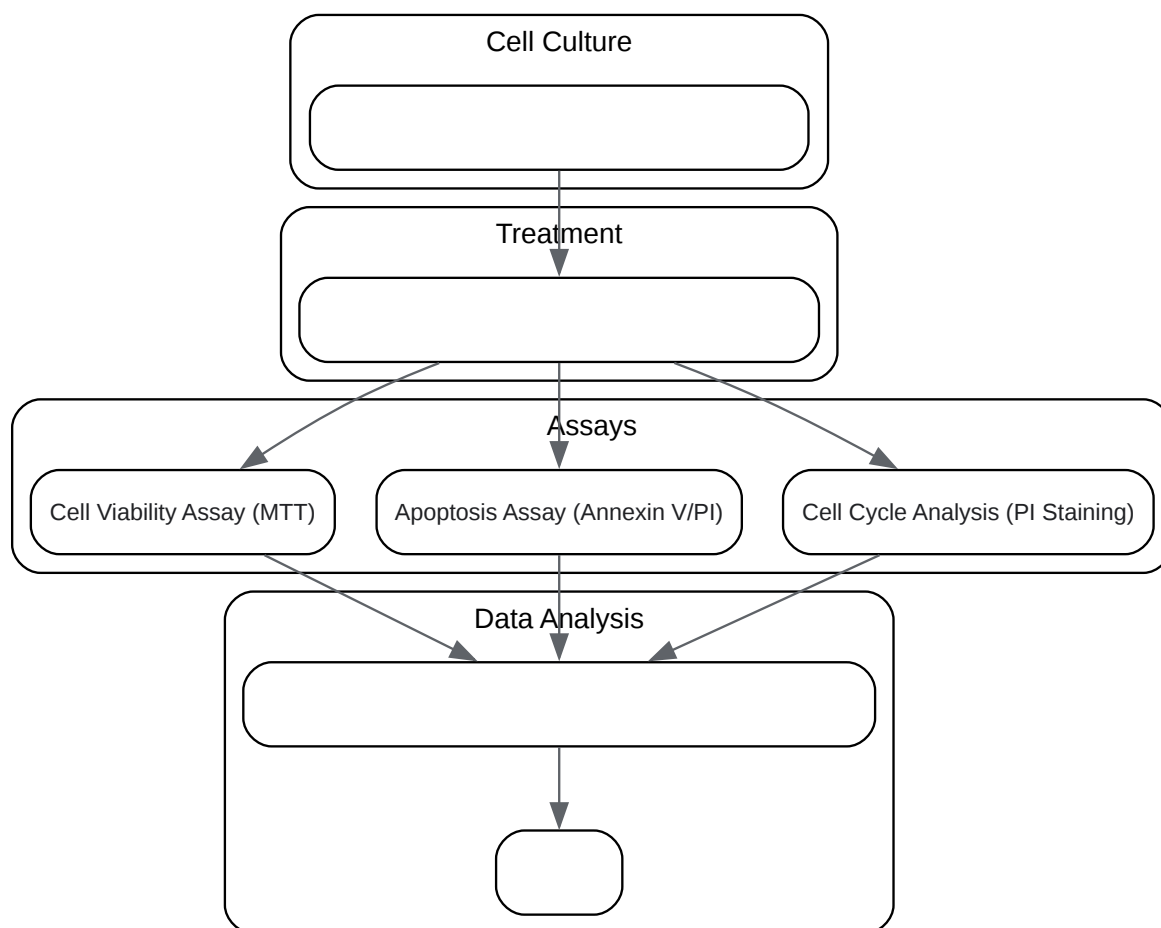 Cell Culture
Treatment
Assays
Cell Viability Assay (MTT)
Apoptosis Assay (Annexin V/PI)
Cell Cycle Analysis (PI Staining)
Data Analysis